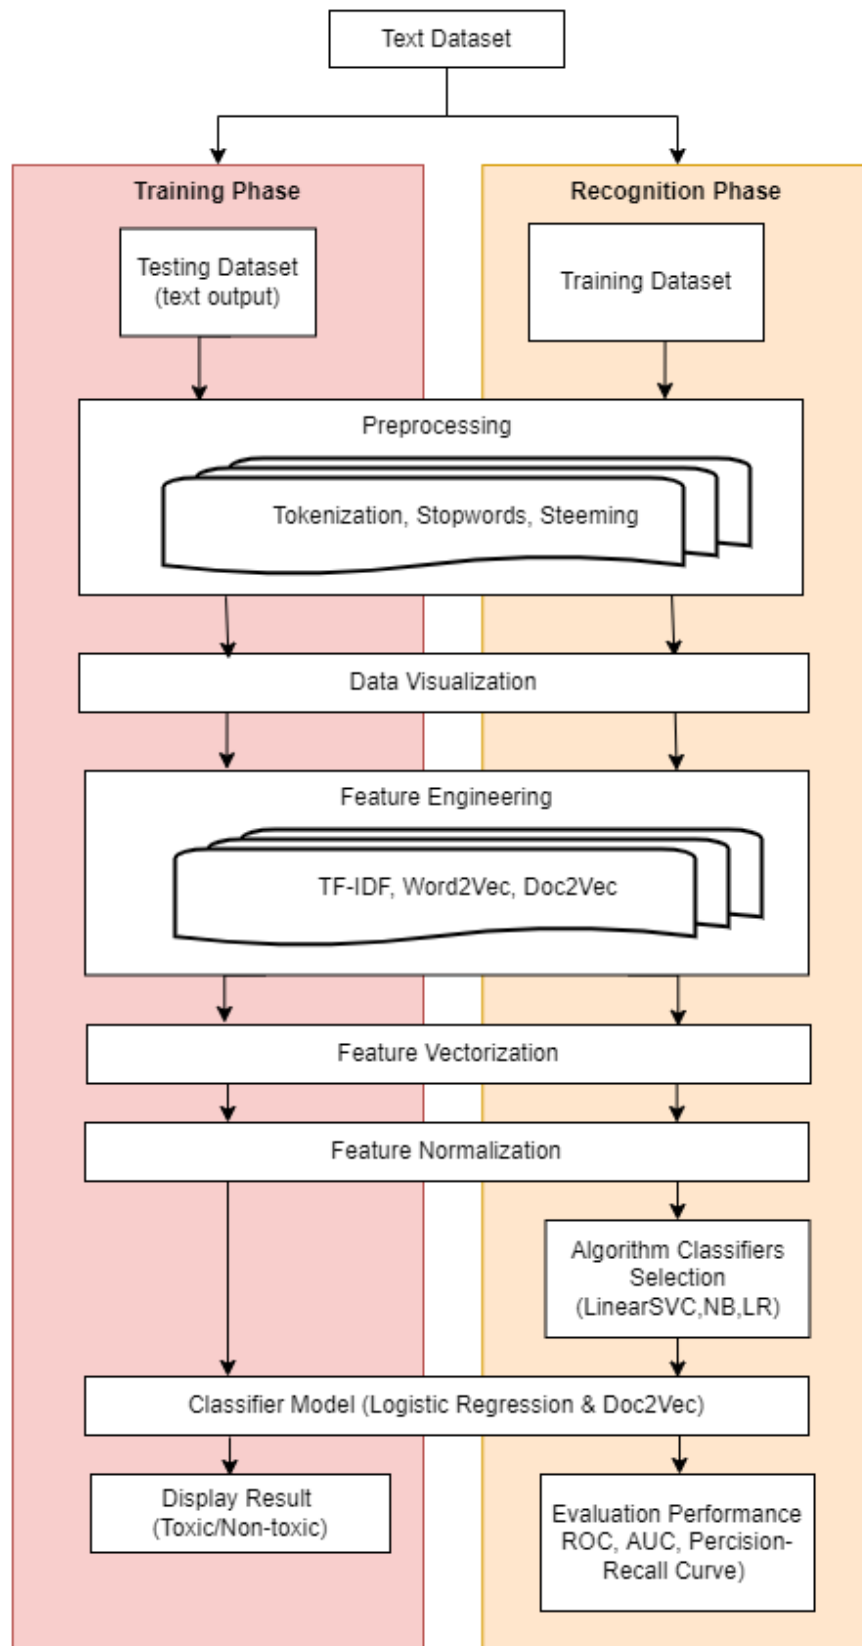 Text Dataset
Training Phase
Recognition Phase
Testing Dataset
(text output)
Training Dataset
Preprocessing
Tokenization, Stopwords, Steeming
Data Visualization
Feature Engineering
TF-IDF, Word2Vec, Doc2Vec
Feature Vectorization
Feature Normalization
Algorithm Classifiers
Selection
(LinearSVC,NB,LR)
Classifier Model (Logistic Regression & Doc2Vec)
Display Result
(Toxic/Non-toxic)
Evaluation Performance
ROC, AUC, Percision-
Recall Curve)